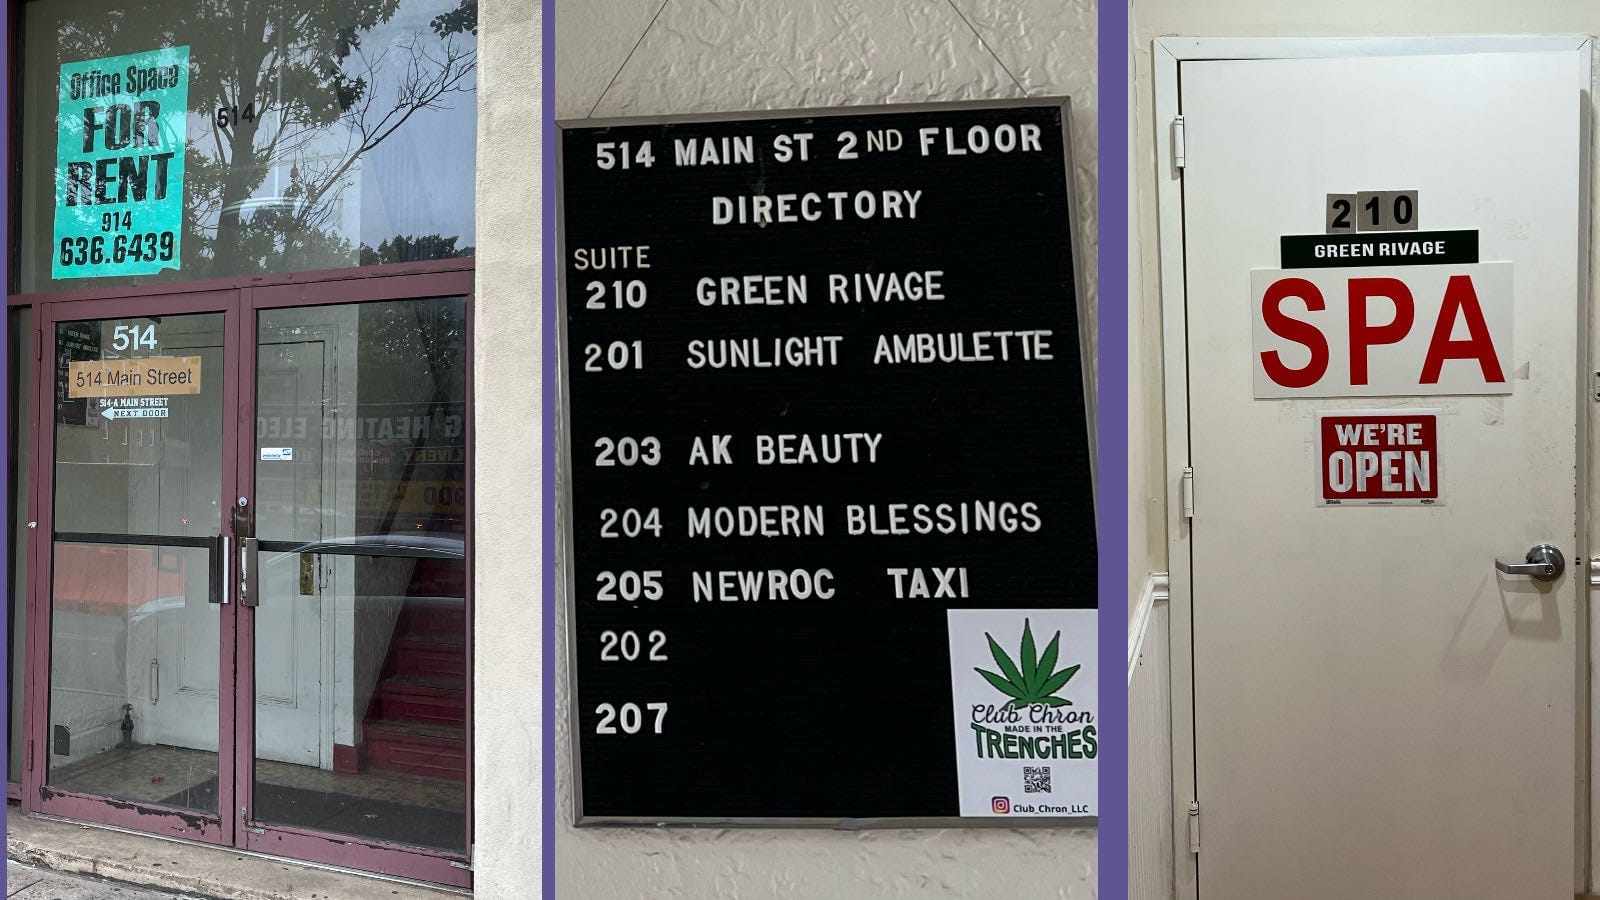 Office Space
FOR
RENT
914
636.6439
514
514
514 Main Street
514-A MAIN STREET
NEXT DOOR
G HEATING ELEC
514 MAIN ST 2ND FLOOR
DIRECTORY
SUITE
210 GREEN RIVAGE
201 SUNLIGHT AMBULETTE
203 AK BEAUTY
204 MODERN BLESSINGS
205 NEWROC TAXI
202
207
Club Chron
MADE IN THE
TRENCHES
Club_Chron_LLC
210
GREEN RIVAGE
SPA
WE'RE
OPEN